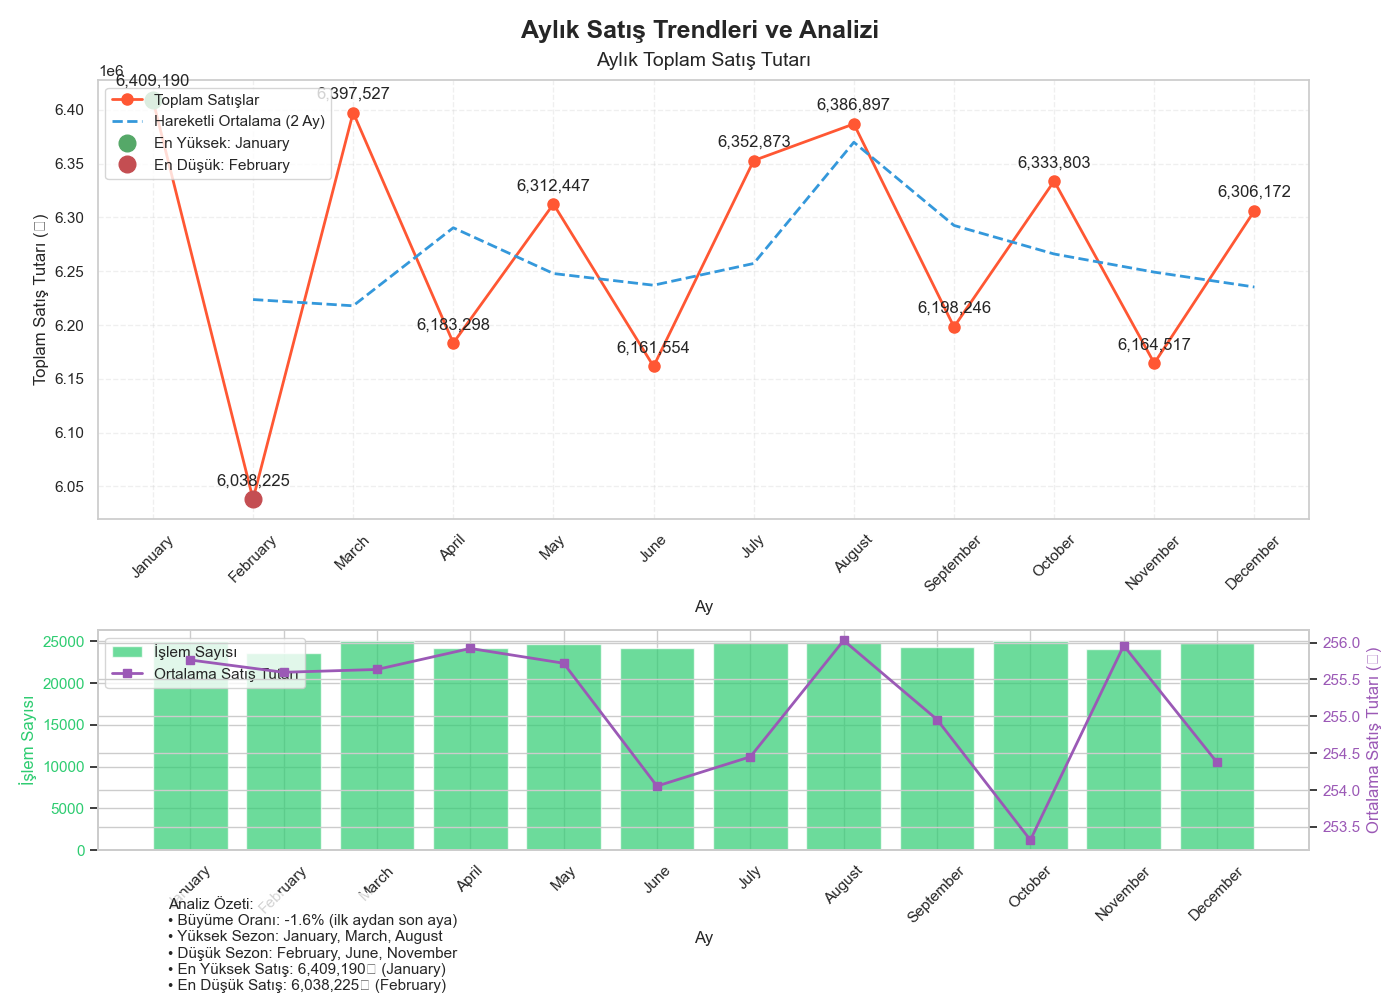 Aylık Satış Trendleri ve Analizi
Aylık Toplam Satış Tutarı
1e6
6,409,190
6,397,527
6,386,897
6,352,873
6,333,803
6,312,447
6,306,172
6,198,246
6,183,298
6,161,554
6,164,517
6,038,225
Toplam Satışlar
Hareketli Ortalama (2 Ay)
En Yüksek: January
En Düşük: February
Toplam Satış Tutarı (□)
6.40
6.35
6.30
6.25
6.20
6.15
6.10
6.05
January
February
March
April
May
June
July
August
September
October
November
December
Ay
İşlem Sayısı
Ortalama Satış Tutarı
İşlem Sayısı
25000
20000
15000
10000
5000
0
256.0
255.5
255.0
254.5
254.0
253.5
Ortalama Satış Tutarı (□)
January
February
March
April
May
June
July
August
September
October
November
December
Ay
Analiz Özeti:
• Büyüme Oranı: -1.6% (ilk aydan son aya)
• Yüksek Sezon: January, March, August
• Düşük Sezon: February, June, November
• En Yüksek Satış: 6,409,190□ (January)
• En Düşük Satış: 6,038,225□ (February)